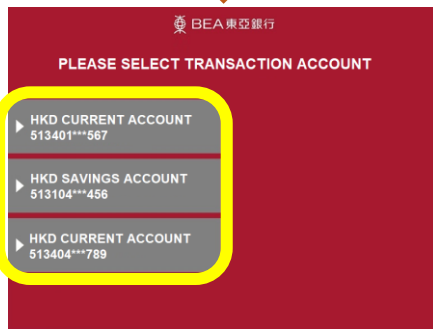 BEA東亞銀行
PLEASE SELECT TRANSACTION ACCOUNT
HKD CURRENT ACCOUNT
513401***567
HKD SAVINGS ACCOUNT
513104***456
HKD CURRENT ACCOUNT
513404***789